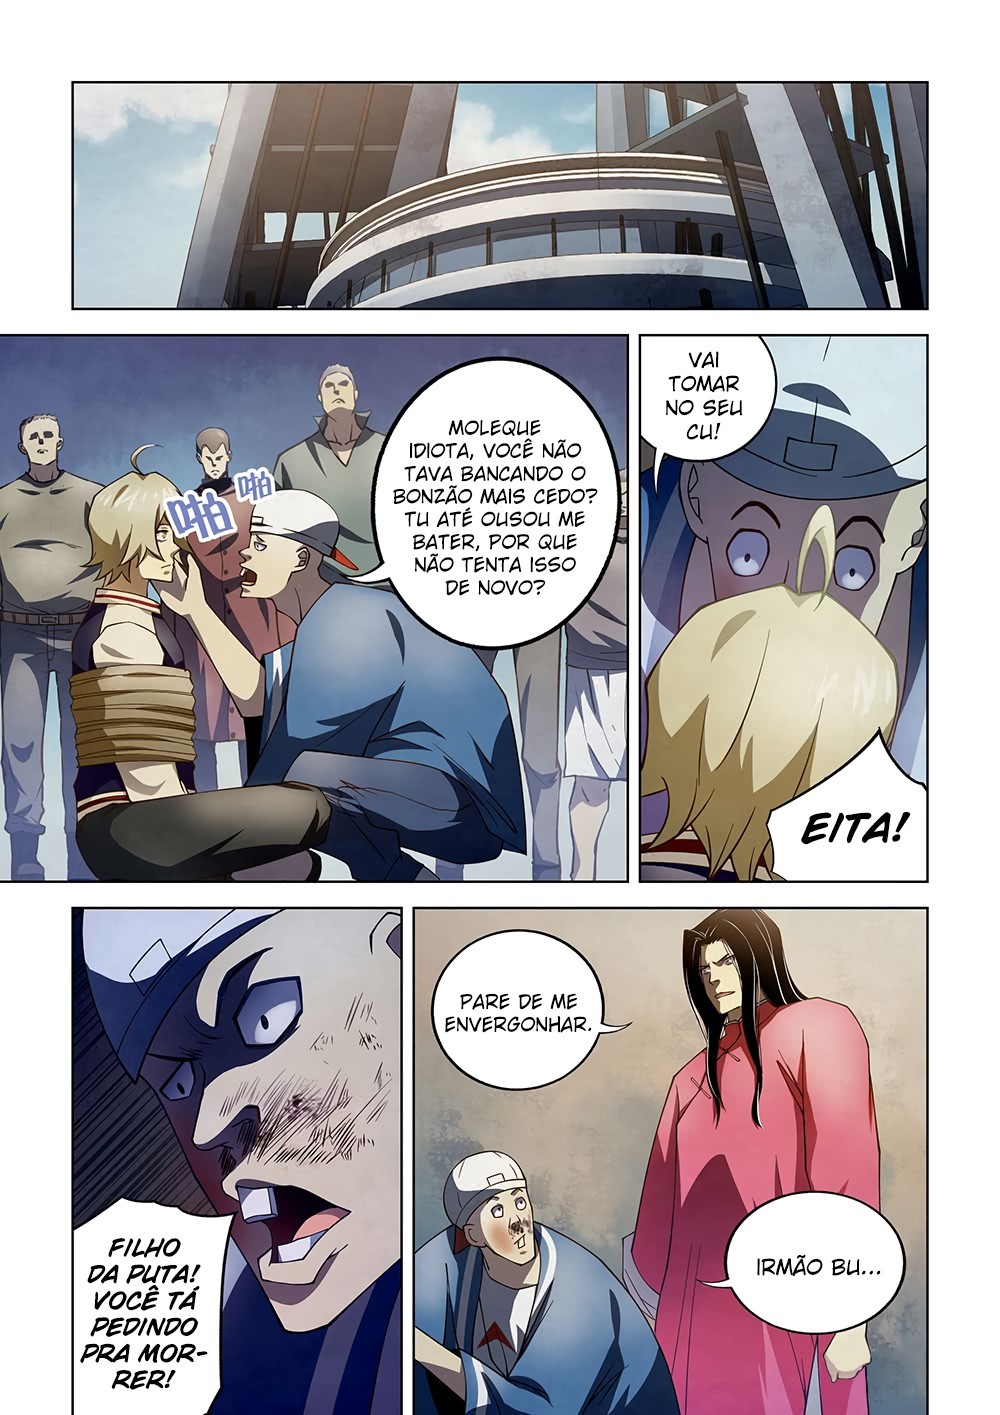 MOLEQUE
IDIOTA, VOCÊ NÃO
TAVA BANCANDO O
BONZÃO MAIS CEDO?
TU ATÉ OUSOU ME
BATER, POR QUE
NÃO TENTA ISSO
DE NOVO?
啪
啪
VAI
TOMAR
NO SEU
CU!
EITA!
FILHO
DA PUTA!
VOCÊ TÁ
PEDINDO
PRA MOR-
RER!
PARE DE ME
ENVERGONHAR.
IRMÃO BU...